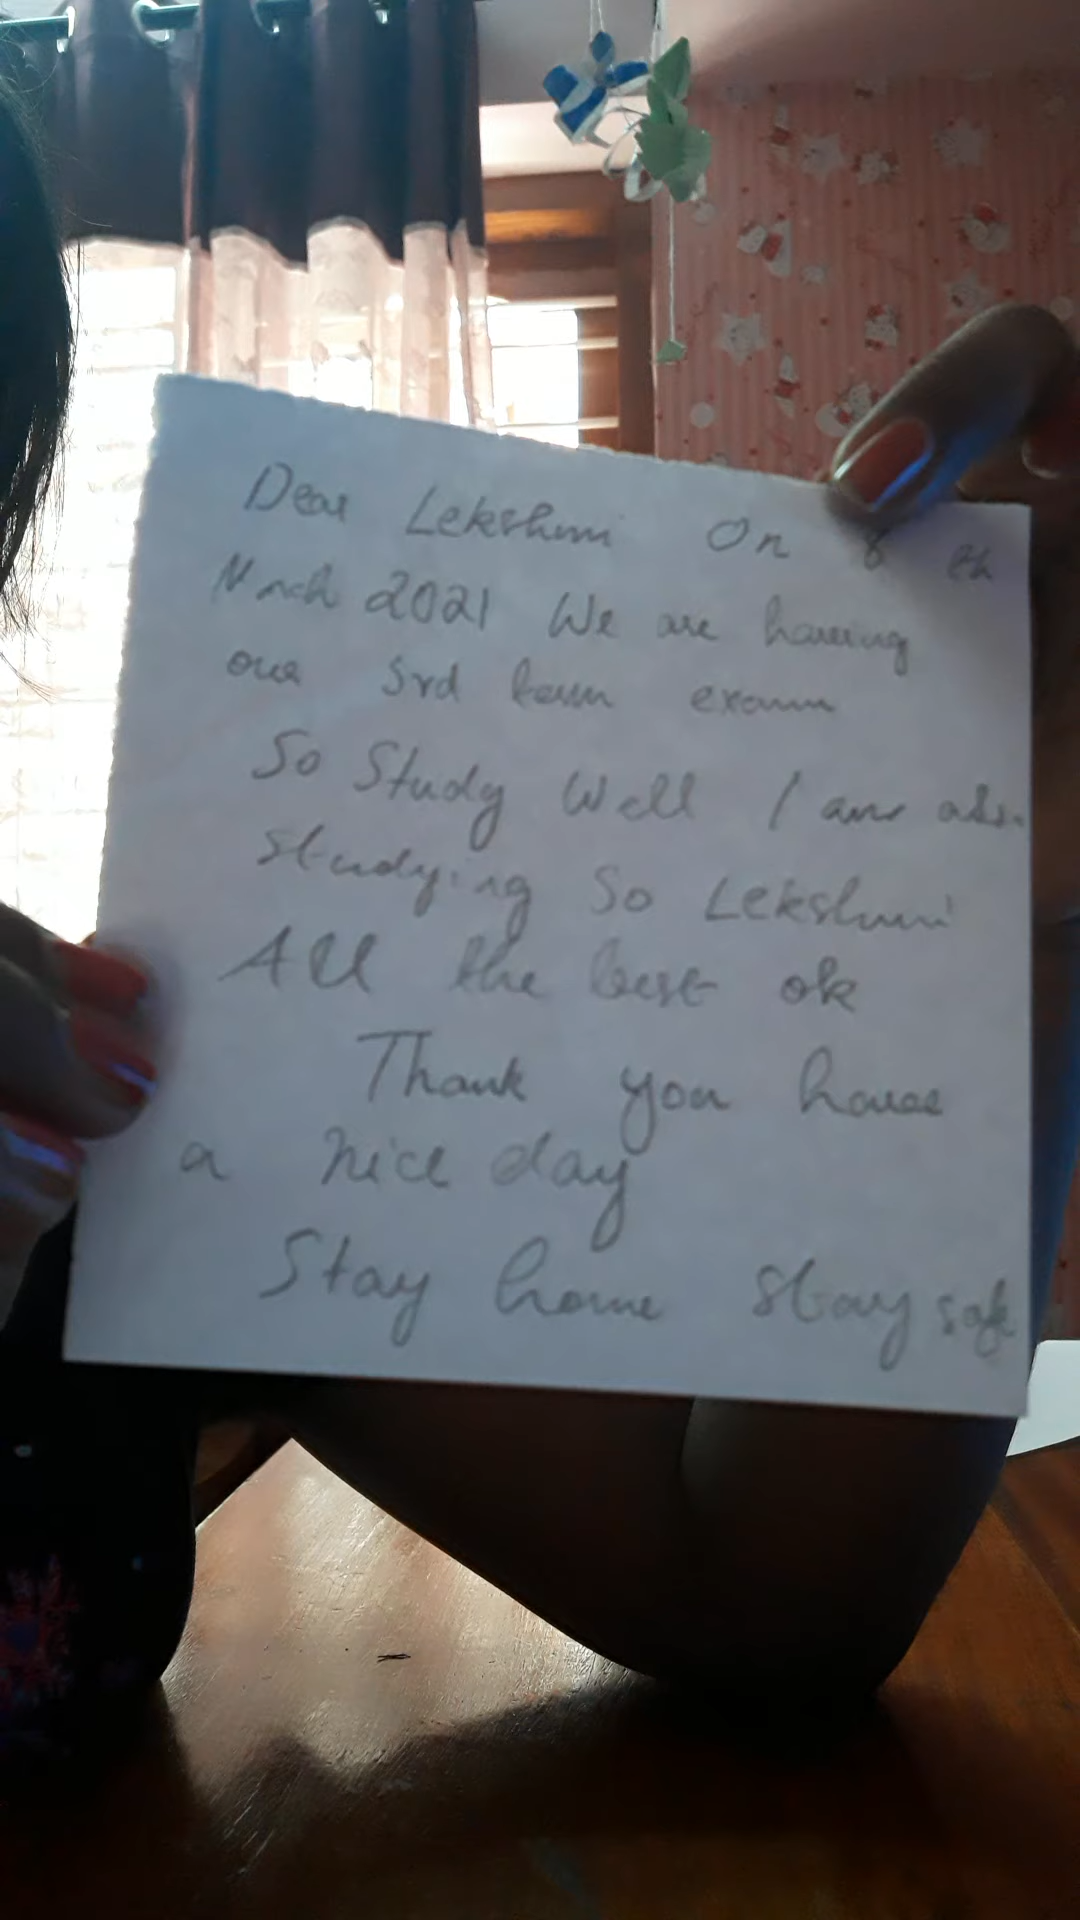 Dear Lekshmi On 8 th
March 2021 We are having
our 3rd term exam
So Study Well I am also
studying So Lekshmi
All the best ok
Thank you have
a nice day
Stay home stay safe